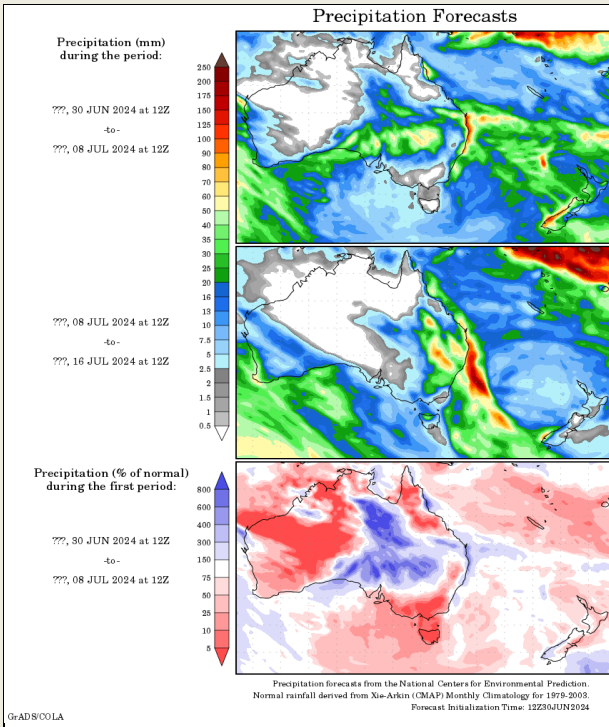 Precipitation Forecasts
Precipitation (mm)
during the period:
???, 30 JUN 2024 at 12Z
-to-
???, 08 JUL 2024 at 12Z
250
200
175
150
125
100
90
80
70
60
50
40
35
30
25
20
16
13
10
7.5
5
2.5
2
1.5
1
0.5
???, 08 JUL 2024 at 12Z
-to-
???, 16 JUL 2024 at 12Z
Precipitation (% of normal)
during the first period:
???, 30 JUN 2024 at 12Z
-to-
???, 08 JUL 2024 at 12Z
800
600
400
300
150
75
50
25
10
5
Precipitation forecasts from the National Centers for Environmental Prediction.
Normal rainfall derived from Xie-Arkin (CMAP) Monthly Climatology for 1979-2003.
Forecast Initialization Time: 12Z30JUN2024
GrADS/COLA